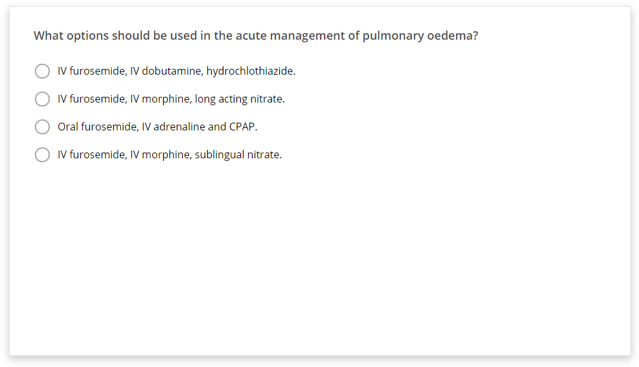 What options should be used in the acute management of pulmonary oedema?
IV furosemide, IV dobutamine, hydrochlothiazide.
IV furosemide, IV morphine, long acting nitrate.
Oral furosemide, IV adrenaline and CPAP.
IV furosemide, IV morphine, sublingual nitrate.